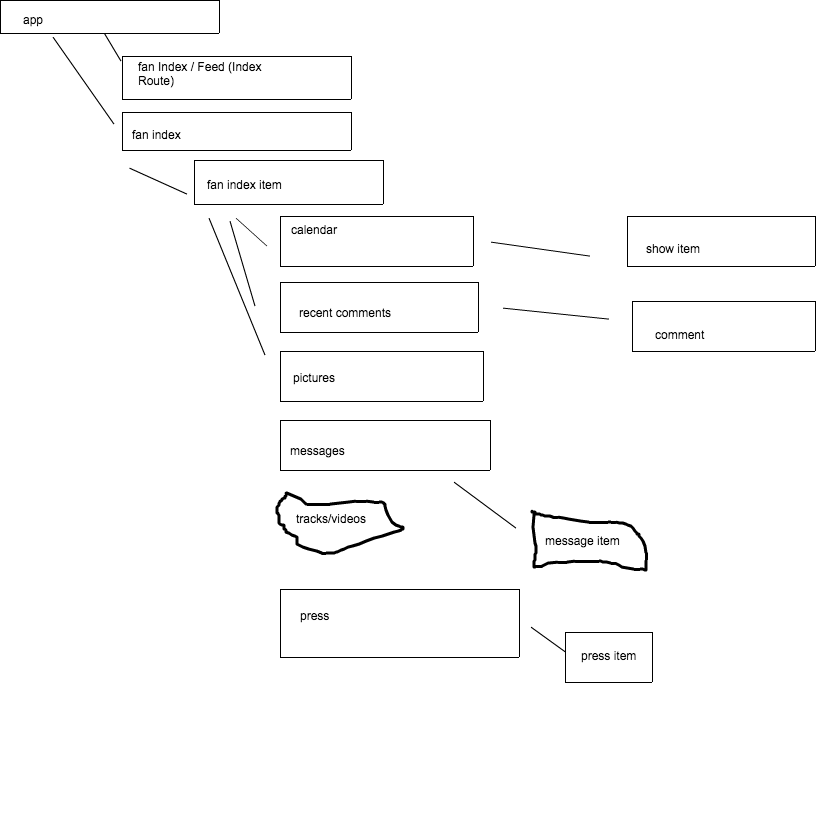 app
fan Index / Feed (Index
Route)
fan index
fan index item
calendar
show item
recent comments
comment
pictures
messages
tracks/videos
message item
press
press item